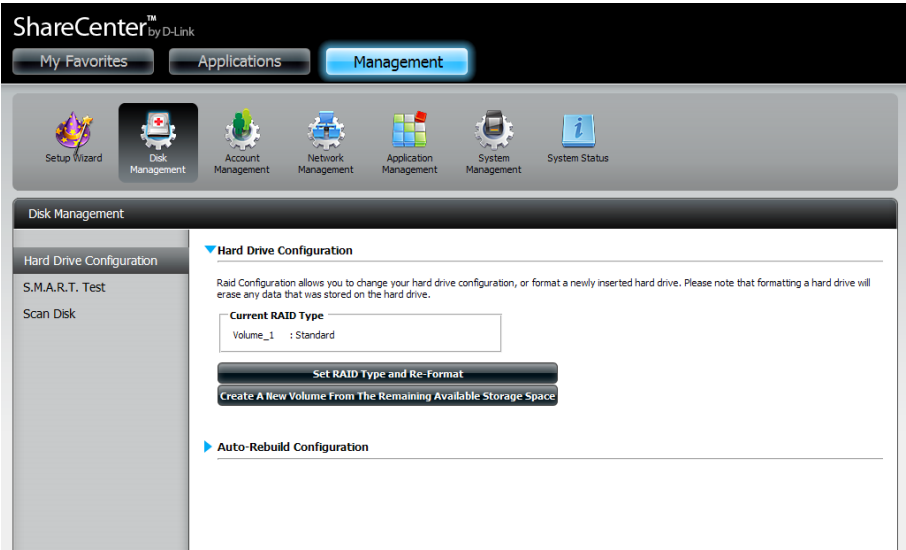 ShareCenter™ by D-Link
My Favorites
Applications
Management
Setup Wizard
Disk
Management
Account
Management
Network
Management
Application
Management
System
Management
System Status
Disk Management
Hard Drive Configuration
S.M.A.R.T. Test
Scan Disk
Hard Drive Configuration
Raid Configuration allows you to change your hard drive configuration, or format a newly inserted hard drive. Please note that formatting a hard drive will
erase any data that was stored on the hard drive.
Current RAID Type
Volume_1 : Standard
Set RAID Type and Re-Format
Create A New Volume From The Remaining Available Storage Space
Auto-Rebuild Configuration